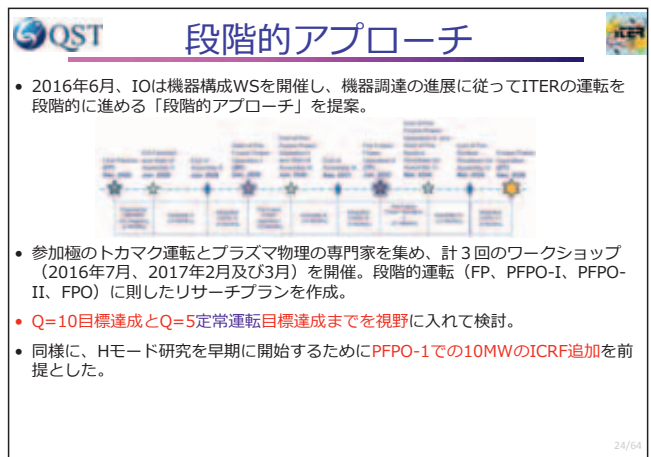 QST
段階的アプローチ
iter
• 2016年6月、IOは機器構成WSを開催し、機器調達の進展に従ってITERの運転を
段階的に進める「段階的アプローチ」を提案。
• 参加極のトカマク運転とプラズマ物理の専門家を集め、計３回のワークショップ
（2016年7月、2017年2月及び3月）を開催。段階的運転（FP、PFPO-I、PFPO-
II、FPO）に則したリサーチプランを作成。
• Q=10目標達成とQ=5定常運転目標達成までを視野に入れて検討。
• 同様に、Hモード研究を早期に開始するためにPFPO-1での10MWのICRF追加を前
提とした。
24/64